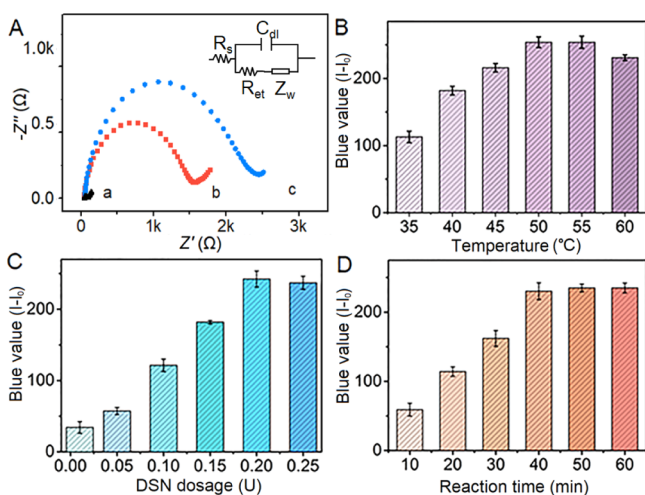 A
1.0k
0.5
0.0
-Z″ (Ω)
0
1k
2k
3k
Z′ (Ω)
a
b
c
Rs
Cdl
Ret
Zw
B
Blue value (I-I0)
200
100
0
35
40
45
50
55
60
Temperature (°C)
C
Blue value (I-I0)
200
100
0
0.00
0.05
0.10
0.15
0.20
0.25
DSN dosage (U)
D
Blue value (I-I0)
200
100
0
10
20
30
40
50
60
Reaction time (min)